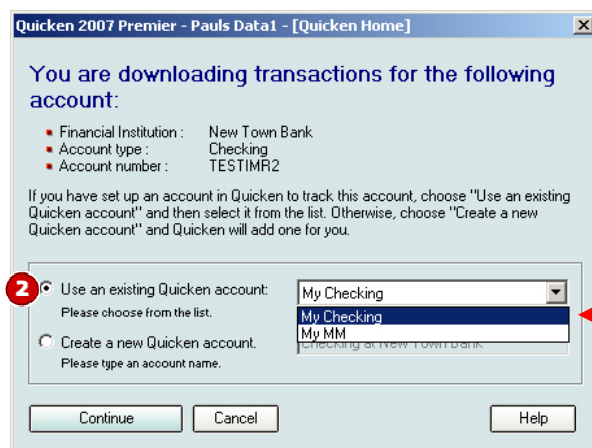 Quicken 2007 Premier - Pauls Data1 - [Quicken Home]
You are downloading transactions for the following
account:
Financial Institution : New Town Bank
Account type : Checking
Account number : TESTIMR2
If you have set up an account in Quicken to track this account, choose "Use an existing
Quicken account" and then select it from the list. Otherwise, choose "Create a new
Quicken account" and Quicken will add one for you.
2 Use an existing Quicken account: My Checking
Please choose from the list. My Checking
My MM
Create a new Quicken account. Checking at New Town Bank
Please type an account name.
Continue Cancel Help